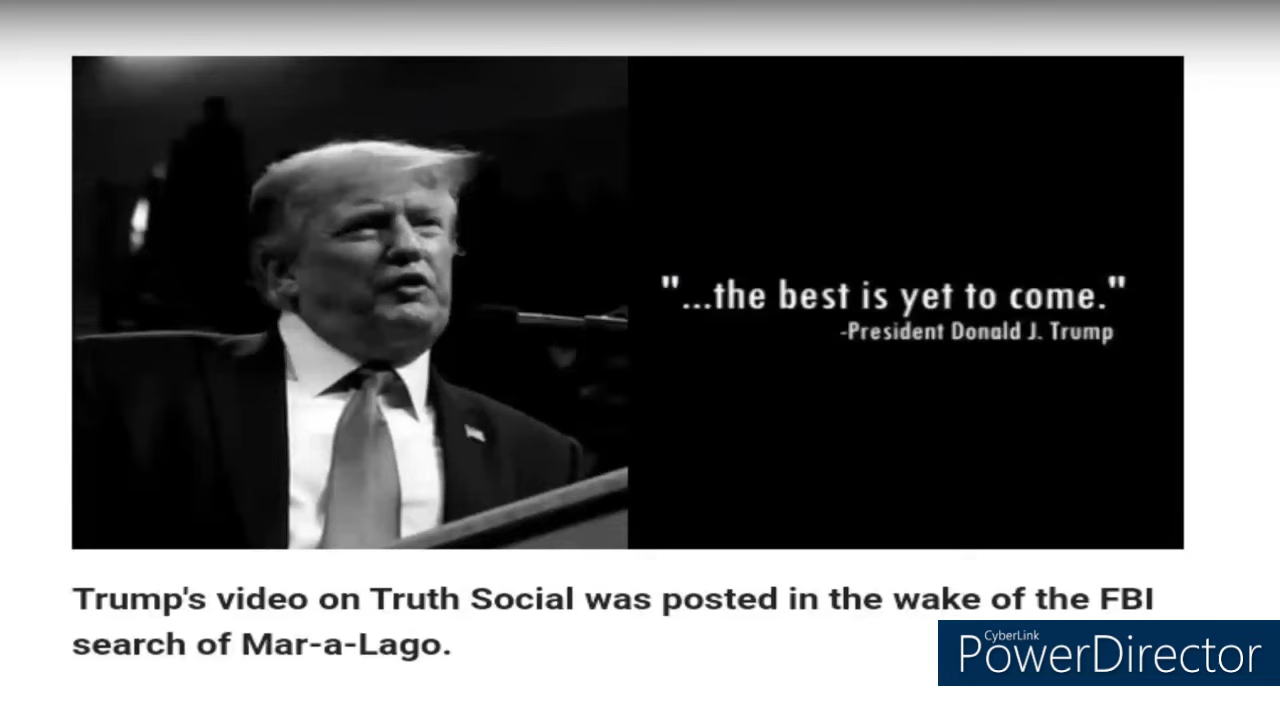 "...the best is yet to come."
-President Donald J. Trump
Trump's video on Truth Social was posted in the wake of the FBI
search of Mar-a-Lago.
CyberLink
PowerDirector